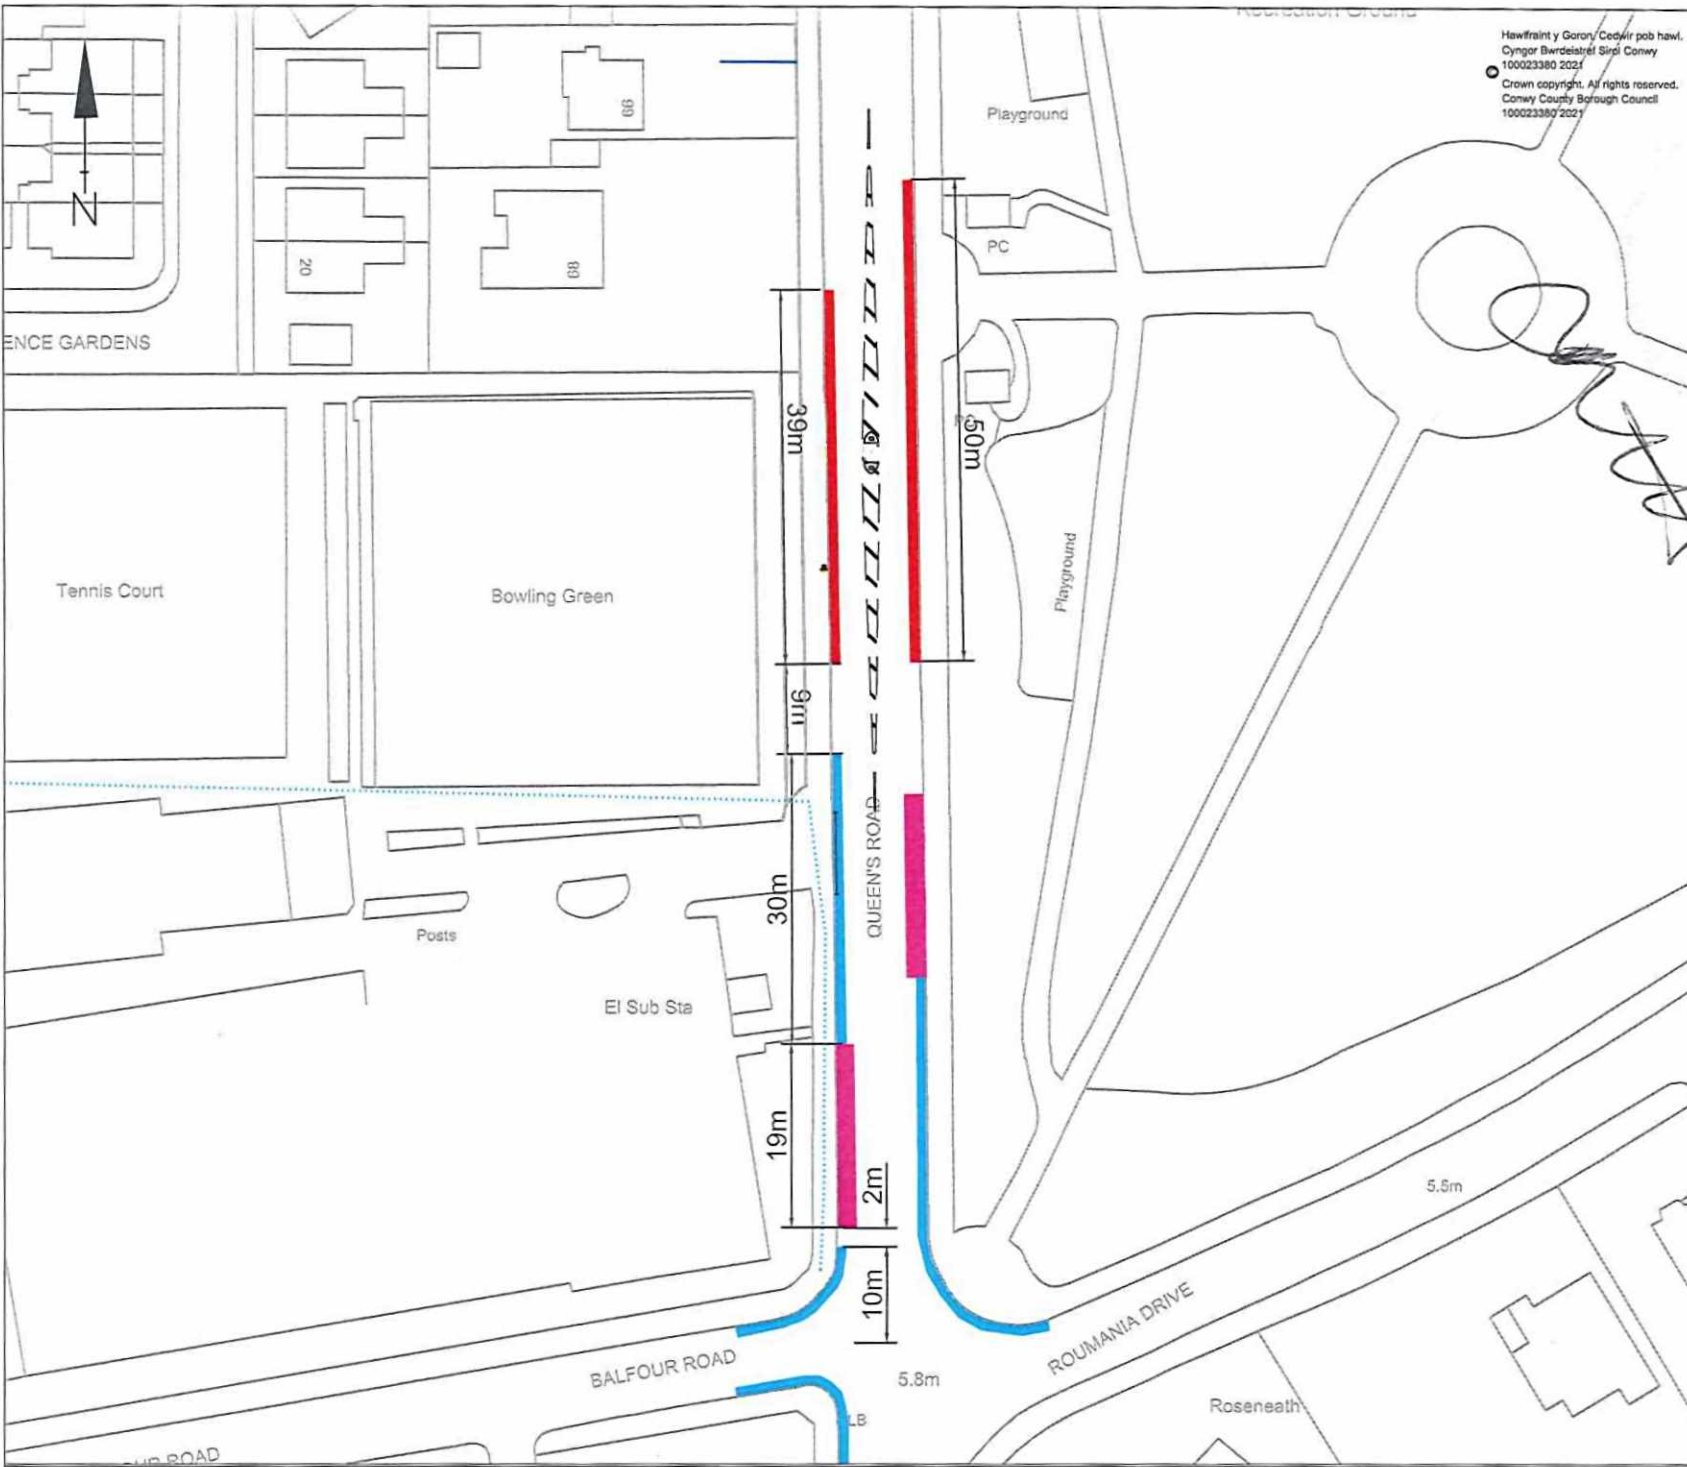 Recreation Ground
Hawlfraint y Goron, Cedwir pob hawl.
Cyngor Bwrdeistref Sirol Conwy
100023380 2021
©
Crown copyright. All rights reserved.
Conwy County Borough Council
100023380 2021
N
99
Playground
PC
20
89
ENCE GARDENS
39m
50m
Tennis Court
Bowling Green
Playground
9m
QUEEN'S ROAD
30m
Posts
El Sub Sta
19m
2m
5.5m
10m
ROUMANIA DRIVE
BALFOUR ROAD
5.8m
Roseneath
LB
ROAD